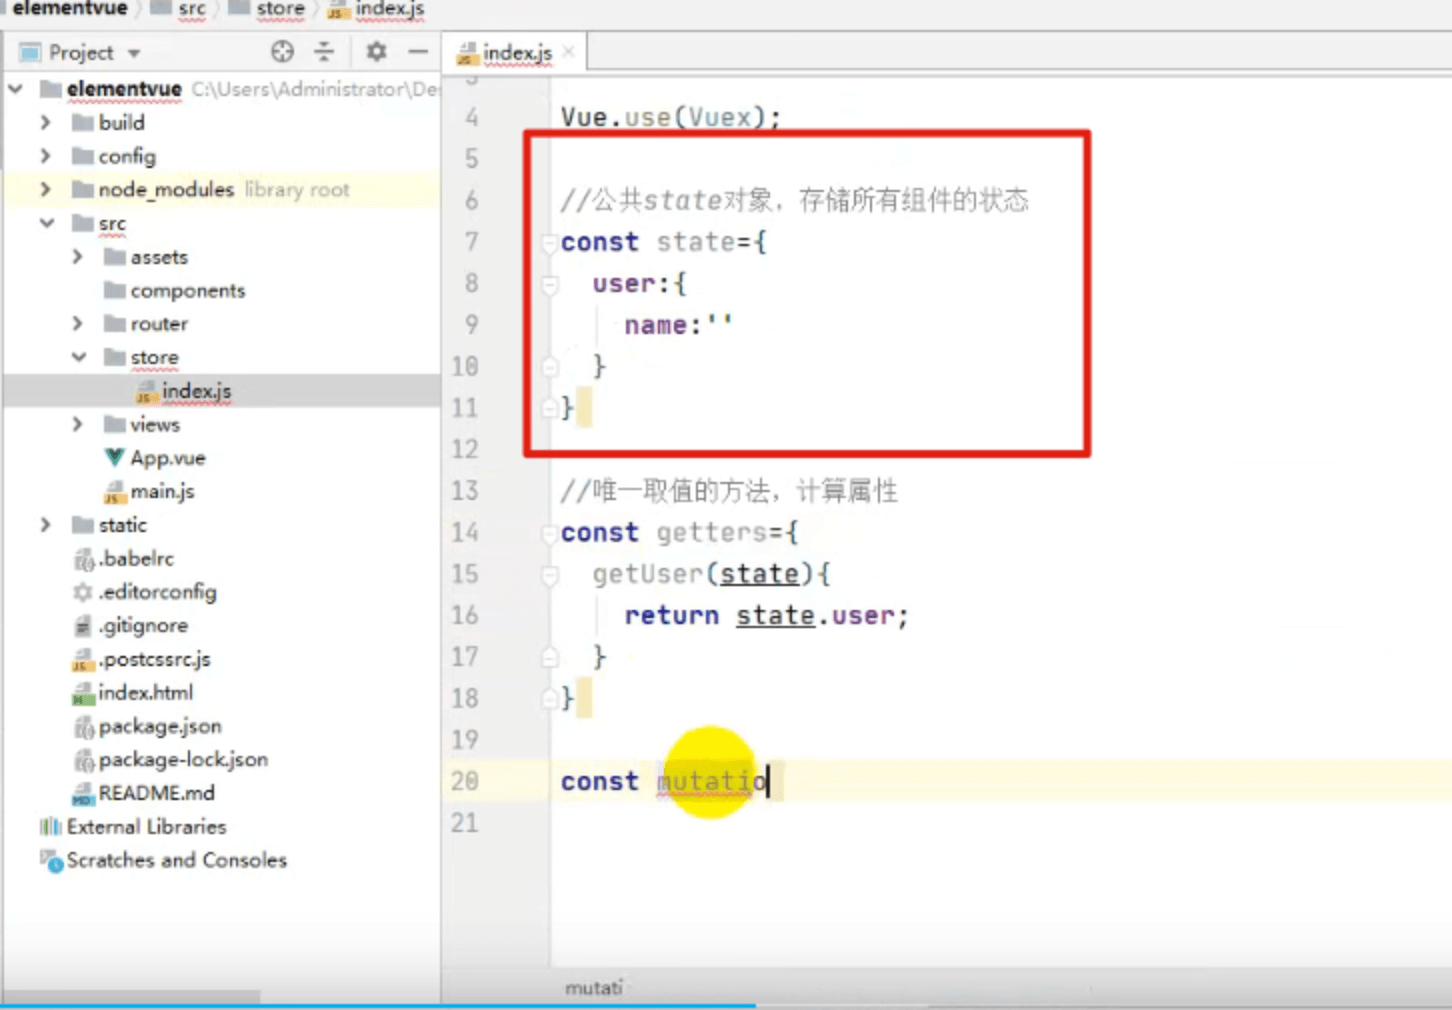 elementvue src store index.js
Project
index.js
elementvue C:\Users\Administrator\De
build
config
node_modules library root
src
assets
components
router
store
index.js
views
App.vue
main.js
static
.babelrc
.editorconfig
.gitignore
.postcssrc.js
index.html
package.json
package-lock.json
README.md
External Libraries
Scratches and Consoles
3
4 Vue.use(Vuex);
5
6 //公共state对象，存储所有组件的状态
7 const state={
8 user:{
9 name:''
10 }
11 }
12
13 //唯一取值的方法，计算属性
14 const getters={
15 getUser(state){
16 return state.user;
17 }
18 }
19
20 const mutatio
21
mutati